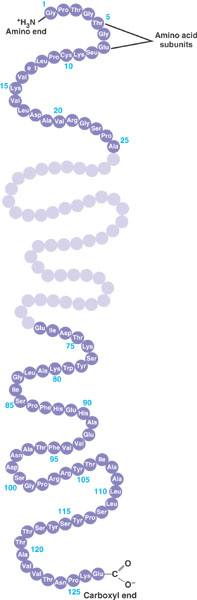 1
5
Gly Pro Thr Gly Thr
+H3N
Amino end
Gly
Amino acid
subunits
Leu Pro Cys Lys Seu Glu
10
Val
15
Lys
Val
Leu Asp Ala Val Arg Gly Ser Pro Ala
20
25
Glu Ile Asp Thr
75
Lys
Ser
Gly Leu Ala Lys Trp Tyr
80
Ile
85
Ser Pro Phe His Glu His
90
Ala
Glu
Asn Ala Thr Phe Val Val
95
Asp
100
Ser Gly Pro Arg Arg Tyr Thr Ile Ala
105
Ala
110
Leu
Leu
Thr Ser Tyr Ser Tyr Pro Ser
115
Thr
120
Ala
Val Val Thr Asn Pro Lys Glu
125
C
O
O−
Carboxyl end